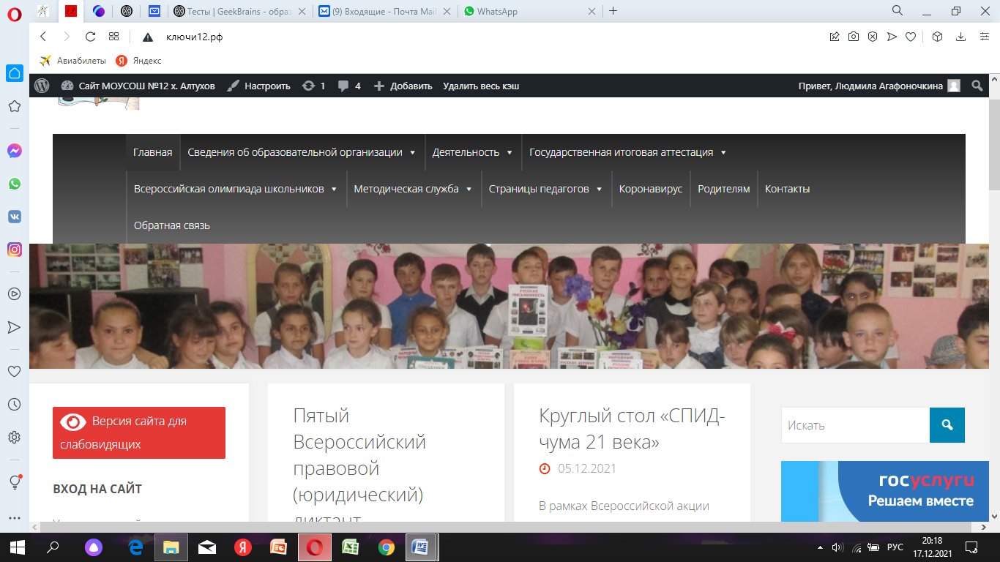 Тесты | GeekBrains - образ
(9) Входящие - Почта Mail
WhatsApp
ключи12.рф
Авиабилеты
Яндекс
Сайт МОУСОШ №12 х. Алтухов
Настроить
1
4
Добавить
Удалить весь кэш
Привет, Людмила Агафоночкина
Главная
Сведения об образовательной организации
Деятельность
Государственная итоговая аттестация
Всероссийская олимпиада школьников
Методическая служба
Страницы педагогов
Коронавирус
Родителям
Контакты
Обратная связь
РУССКАЯ
ПИСЬМЕННОСТЬ
Версия сайта для
слабовидящих
ВХОД НА САЙТ
Пятый
Всероссийский
правовой
(юридический)
диктант
Круглый стол «СПИД-
чума 21 века»
05.12.2021
В рамках Всероссийской акции
Искать
госуслуги
Решаем вместе
РУС
20:18
17.12.2021